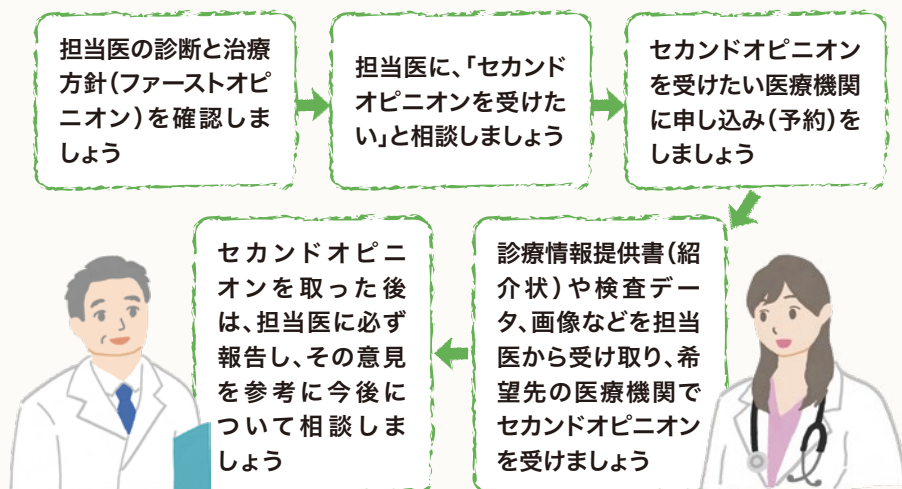 担当医の診断と治療
方針(ファーストオピ
ニオン)を確認しま
しょう
担当医に、「セカンド
オピニオンを受けた
い」と相談しましょう
セカンドオピニオン
を受けたい医療機関
に申し込み(予約)を
しましょう
診療情報提供書(紹
介状)や検査デー
タ、画像などを担当
医から受け取り、希
望先の医療機関で
セカンドオピニオン
を受けましょう
セカンドオピニ
オンを取った後
は、担当医に必ず
報告し、その意見
を参考に今後に
ついて相談しま
しょう